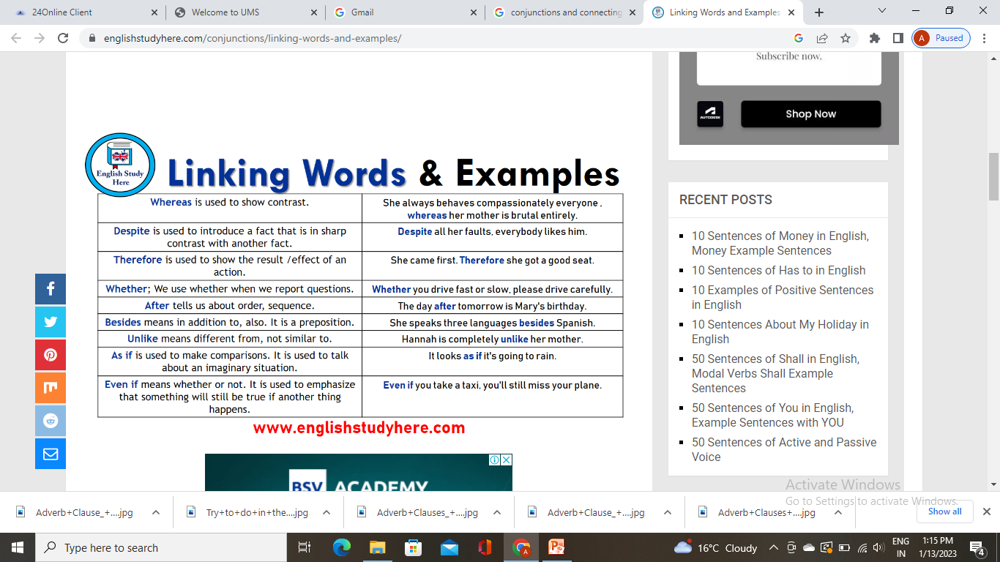 24Online Client
Welcome to UMS
Gmail
conjunctions and connecting
Linking Words and Examples
englishstudyhere.com/conjunctions/linking-words-and-examples/
A Paused
Subscribe now.
AUTODESK
Shop Now
English Study
Here
Linking Words & Examples
Whereas is used to show contrast.
She always behaves compassionately everyone ,
whereas her mother is brutal entirely.
Despite is used to introduce a fact that is in sharp
contrast with another fact.
Despite all her faults, everybody likes him.
Therefore is used to show the result /effect of an
action.
She came first. Therefore she got a good seat.
Whether; We use whether when we report questions.
Whether you drive fast or slow, please drive carefully.
After tells us about order, sequence.
The day after tomorrow is Mary's birthday.
Besides means in addition to, also. It is a preposition.
She speaks three languages besides Spanish.
Unlike means different from, not similar to.
Hannah is completely unlike her mother.
As if is used to make comparisons. It is used to talk
about an imaginary situation.
It looks as if it's going to rain.
Even if means whether or not. It is used to emphasize
that something will still be true if another thing
happens.
Even if you take a taxi, you'll still miss your plane.
www.englishstudyhere.com
RECENT POSTS
10 Sentences of Money in English,
Money Example Sentences
10 Sentences of Has to in English
10 Examples of Positive Sentences
in English
10 Sentences About My Holiday in
English
50 Sentences of Shall in English,
Modal Verbs Shall Example
Sentences
50 Sentences of You in English,
Example Sentences with YOU
50 Sentences of Active and Passive
Voice
BSV ACADEMY
Activate Windows
Go to Settings to activate Windows.
Adverb+Clause_+....jpg
Try+to+do+in+the....jpg
Adverb+Clauses_+....jpg
Adverb+Clause_+....jpg
Adverb+Clauses+....jpg
Show all
Type here to search
16°C Cloudy
ENG
IN
1:15 PM
1/13/2023
4